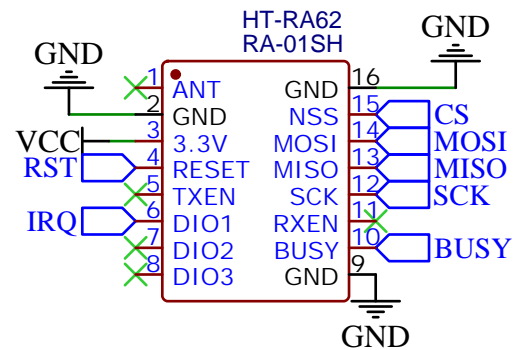 HT-RA62
RA-01SH
GND
GND
1 ANT GND 16
2 GND NSS 15 CS
VCC 3 3.3V MOSI 14 MOSI
RST 4 RESET MISO 13 MISO
5 TXEN SCK 12 SCK
IRQ 6 DIO1 RXEN 11
7 DIO2 BUSY 10 BUSY
8 DIO3 GND 9
GND